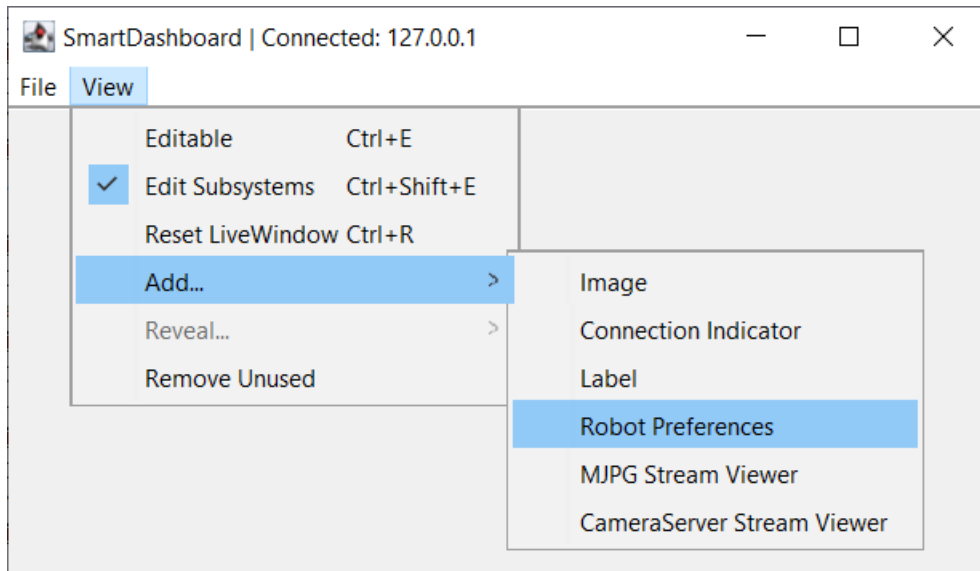 SmartDashboard | Connected: 127.0.0.1
File View
Editable Ctrl+E
Edit Subsystems Ctrl+Shift+E
Reset LiveWindow Ctrl+R
Add... >
Reveal... >
Remove Unused
Image
Connection Indicator
Label
Robot Preferences
MJPG Stream Viewer
CameraServer Stream Viewer